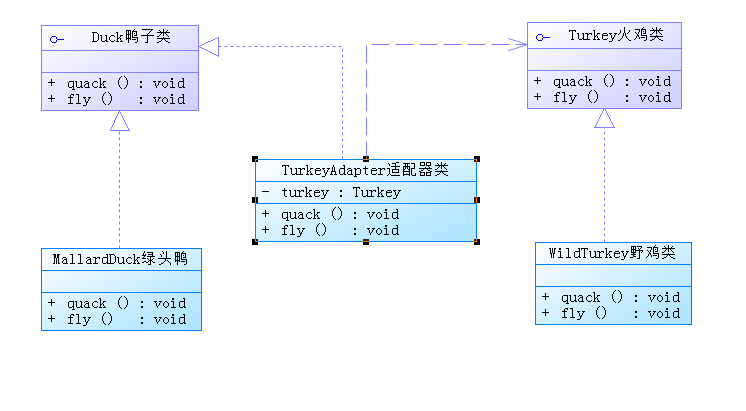 Duck鸭子类
+ quack () : void
+ fly () : void
Turkey火鸡类
+ quack () : void
+ fly () : void
TurkeyAdapter适配器类
- turkey : Turkey
+ quack () : void
+ fly () : void
MallardDuck绿头鸭
+ quack () : void
+ fly () : void
WildTurkey野鸡类
+ quack () : void
+ fly () : void